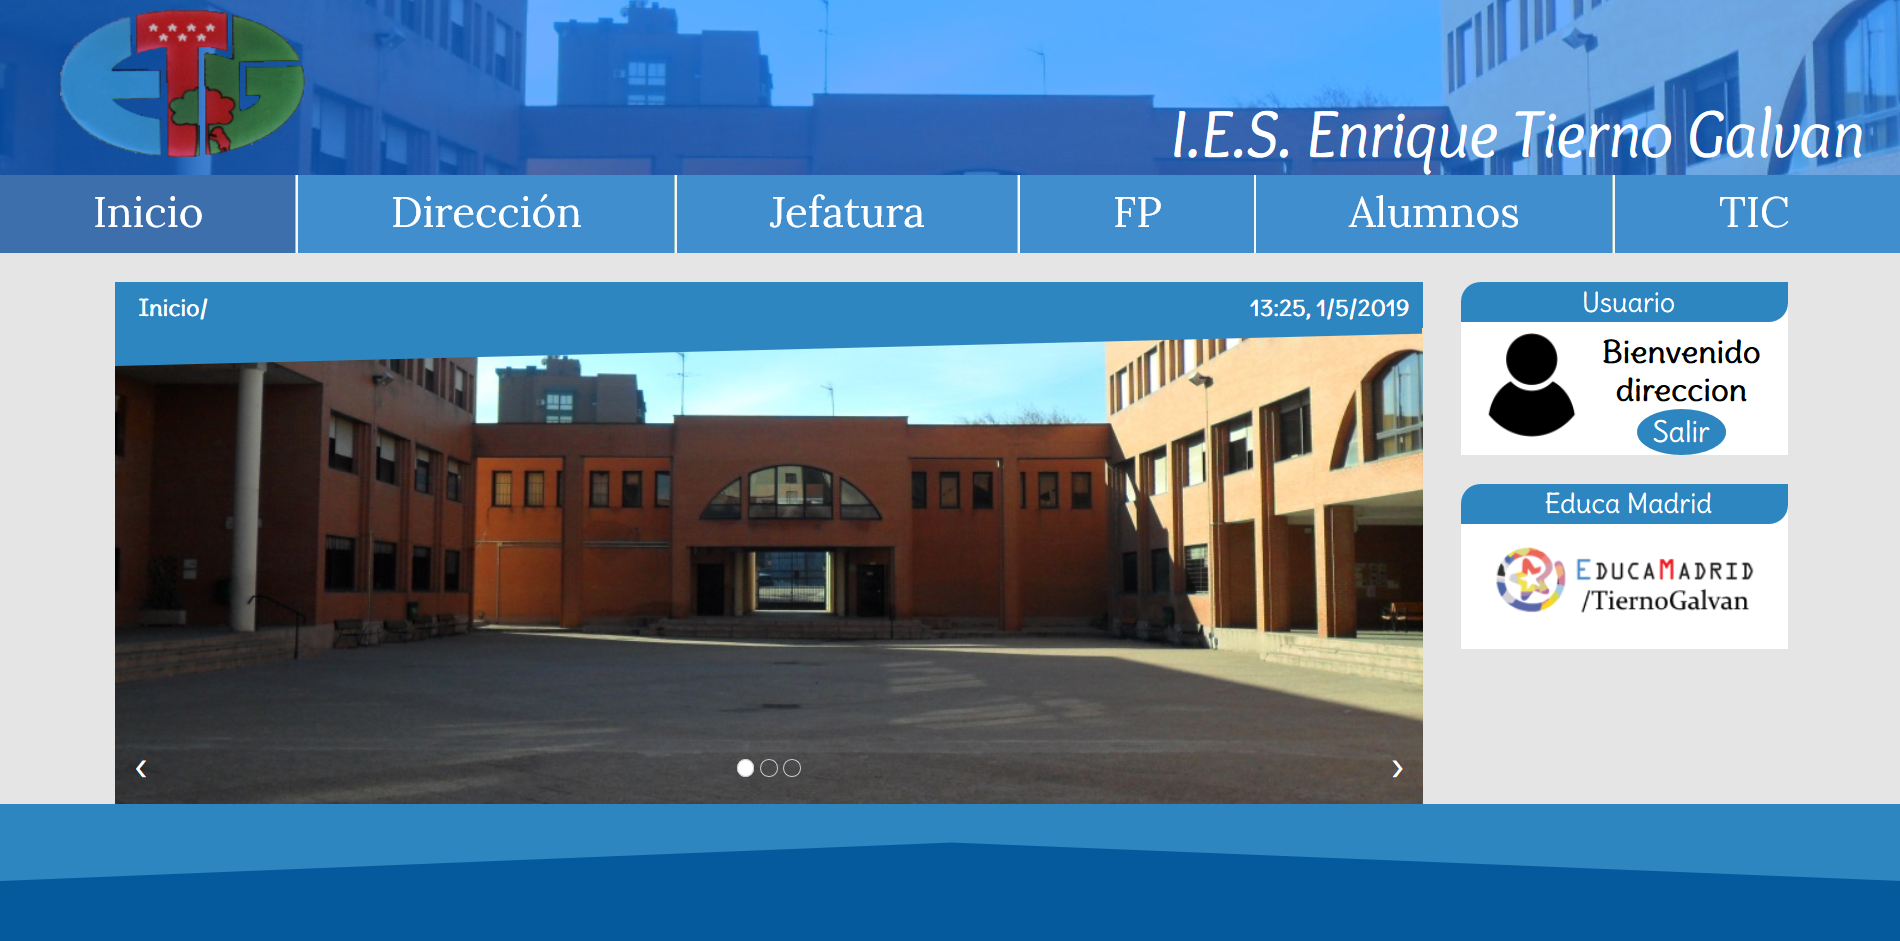 ETG
I.E.S. Enrique Tierno Galvan
Inicio
Dirección
Jefatura
FP
Alumnos
TIC
Inicio/
13:25, 1/5/2019
Usuario
Bienvenido
direccion
Salir
Educa Madrid
EDUCAMADRID
/TiernoGalvan